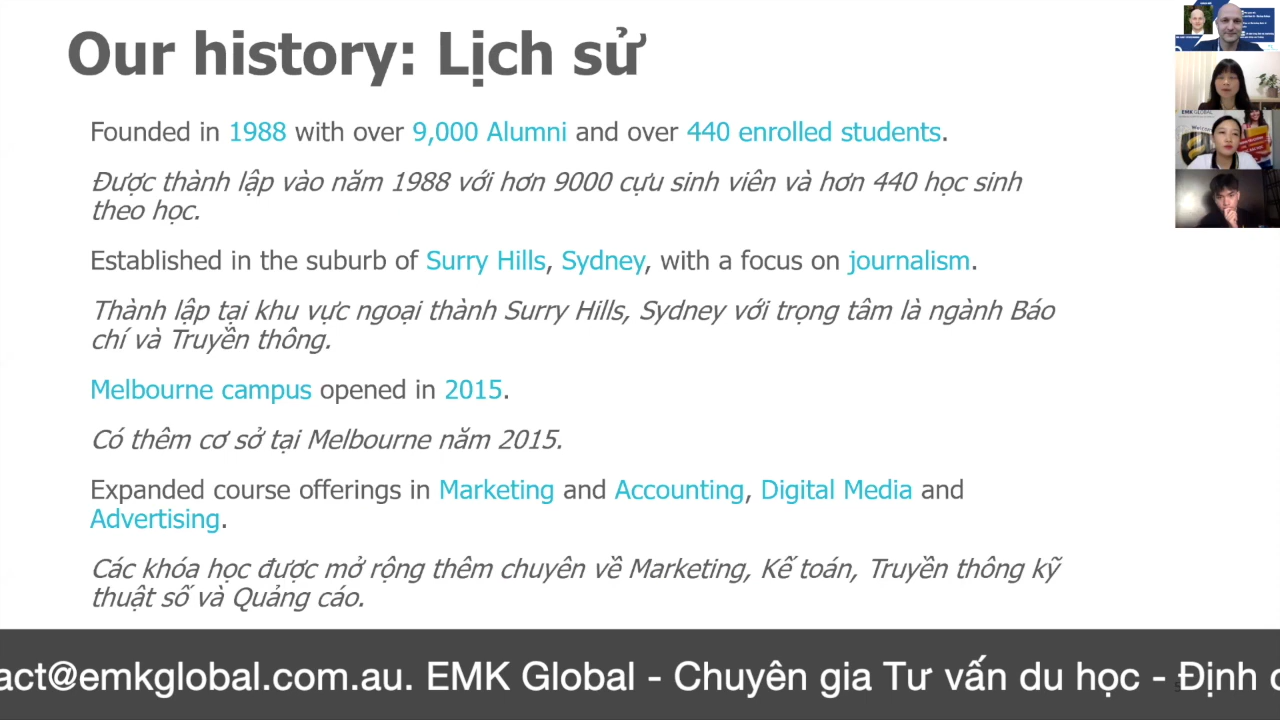 Our history: Lịch sử
Founded in 1988 with over 9,000 Alumni and over 440 enrolled students.
Được thành lập vào năm 1988 với hơn 9000 cựu sinh viên và hơn 440 học sinh
theo học.
Established in the suburb of Surry Hills, Sydney, with a focus on journalism.
Thành lập tại khu vực ngoại thành Surry Hills, Sydney với trọng tâm là ngành Báo
chí và Truyền thông.
Melbourne campus opened in 2015.
Có thêm cơ sở tại Melbourne năm 2015.
Expanded course offerings in Marketing and Accounting, Digital Media and
Advertising.
Các khóa học được mở rộng thêm chuyên về Marketing, Kế toán, Truyền thông kỹ
thuật số và Quảng cáo.
EMK GLOBAL
act@emkglobal.com.au. EMK Global - Chuyên gia Tư vấn du học - Định c